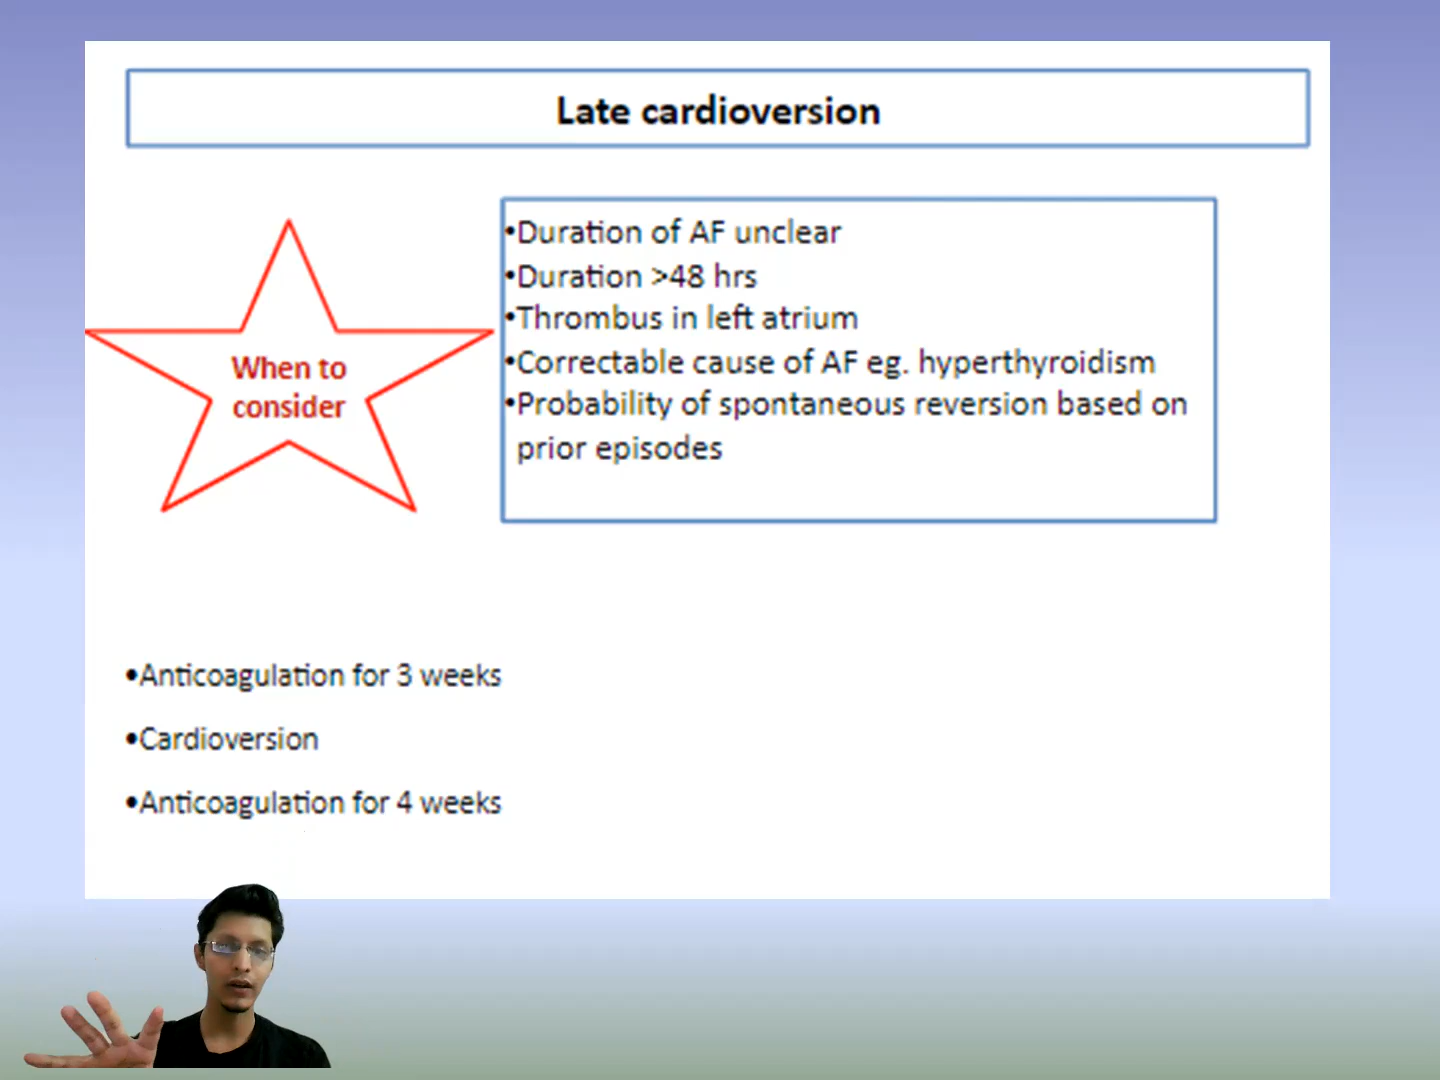 Late cardioversion
When to
consider
•Duration of AF unclear
•Duration >48 hrs
•Thrombus in left atrium
•Correctable cause of AF eg. hyperthyroidism
•Probability of spontaneous reversion based on
prior episodes
•Anticoagulation for 3 weeks
•Cardioversion
•Anticoagulation for 4 weeks